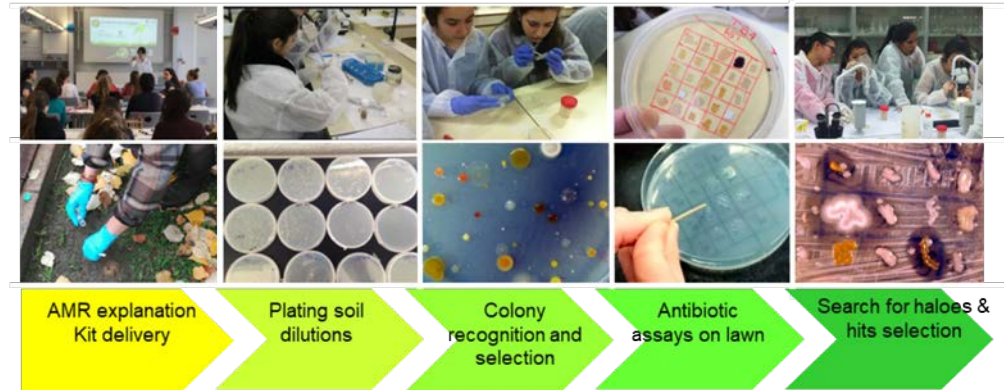 AMR explanation
Kit delivery
Plating soil
dilutions
Colony
recognition and
selection
Antibiotic
assays on lawn
Search for haloes &
hits selection